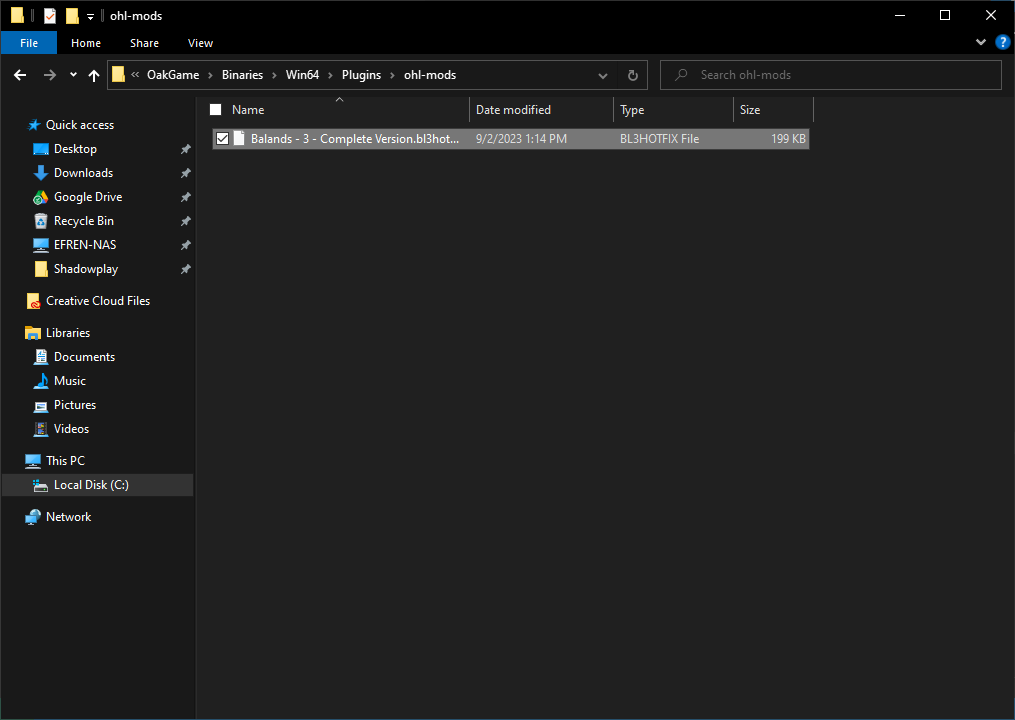 ohl-mods
File Home Share View
« OakGame > Binaries > Win64 > Plugins > ohl-mods Search ohl-mods
Name Date modified Type Size
Balands - 3 - Complete Version.bl3hot... 9/2/2023 1:14 PM BL3HOTFIX File 199 KB
Quick access
Desktop
Downloads
Google Drive
Recycle Bin
EFREN-NAS
Shadowplay
Creative Cloud Files
Libraries
Documents
Music
Pictures
Videos
This PC
Local Disk (C:)
Network